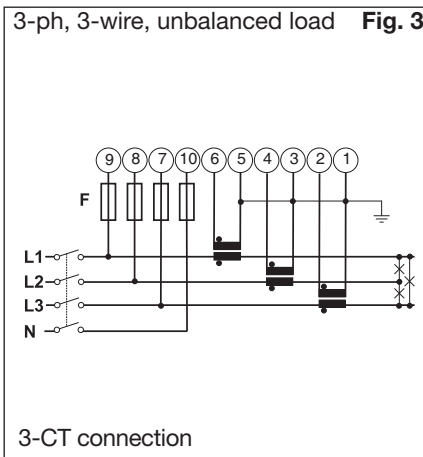 3-ph, 3-wire, unbalanced load Fig. 3
9 8 7 10 6 5 4 3 2 1
F
L1
L2
L3
N
3-CT connection